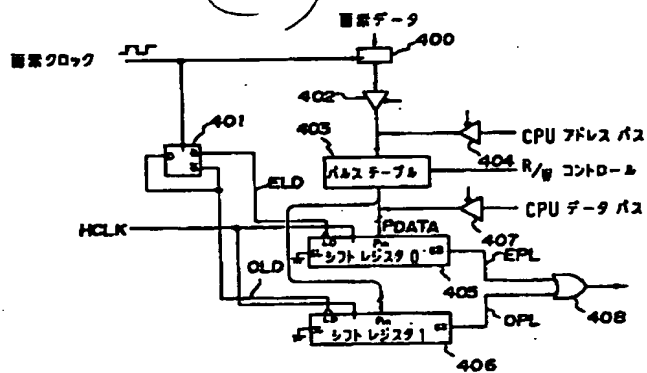 画素データ
400
画素クロック
402
401
403
CPU アドレス バス
404
パルス テーブル
R/W コントロール
ELD
CPU データ バス
PDATA
407
HCLK
LD
Pin
シフト レジスタ 0
EPL
OLD
405
408
Pin
シフト レジスタ 1
OPL
406